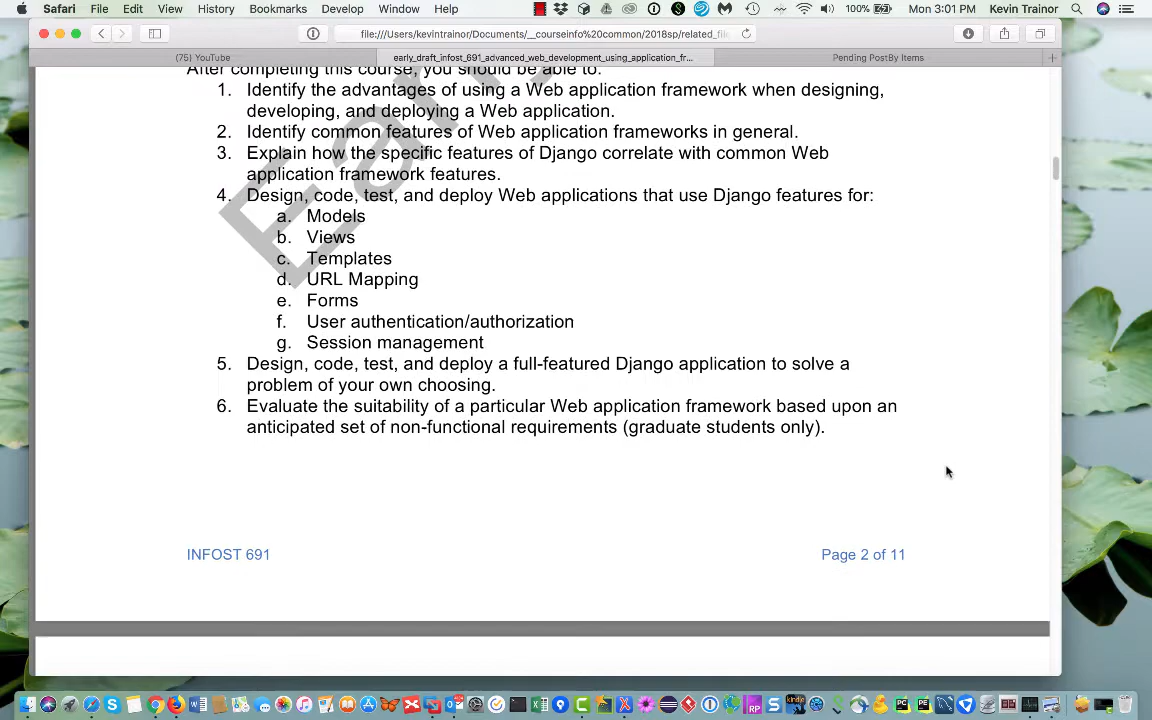 Safari File Edit View History Bookmarks Develop Window Help 100% Mon 3:01 PM Kevin Trainor
file:///Users/kevintrainor/Documents/__courseinfo%20common/2018sp/related_fil
(75) YouTube early_draft_infost_691_advanced_web_development_using_application_fr... Pending PostBy Items
After completing this course, you should be able to:
1. Identify the advantages of using a Web application framework when designing,
developing, and deploying a Web application.
2. Identify common features of Web application frameworks in general.
3. Explain how the specific features of Django correlate with common Web
application framework features.
4. Design, code, test, and deploy Web applications that use Django features for:
a. Models
b. Views
c. Templates
d. URL Mapping
e. Forms
f. User authentication/authorization
g. Session management
5. Design, code, test, and deploy a full-featured Django application to solve a
problem of your own choosing.
6. Evaluate the suitability of a particular Web application framework based upon an
anticipated set of non-functional requirements (graduate students only).
Ear
INFOST 691 Page 2 of 11